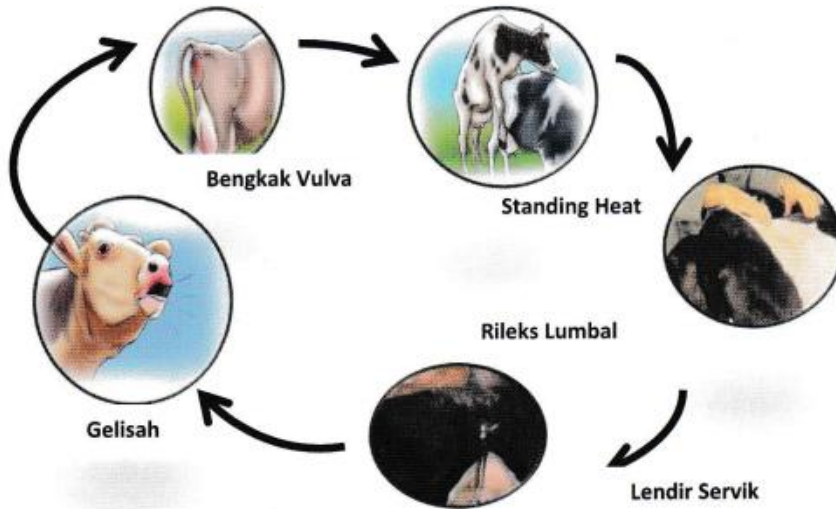 Bengkak Vulva
Standing Heat
Rileks Lumbal
Gelisah
Lendir Servik